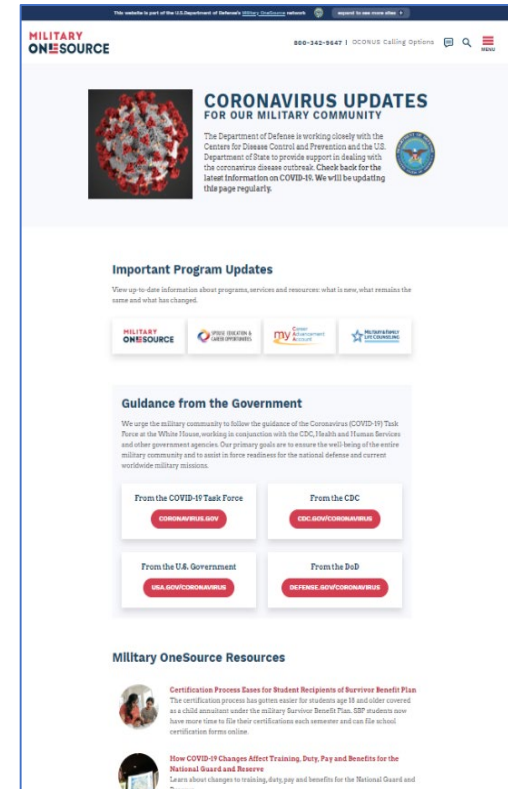 This website is part of the U.S. Department of Defense's Military OneSource network
expand to see more sites
MILITARY
ONESOURCE
800-342-9647 | OCONUS Calling Options
MENU
CORONAVIRUS UPDATES
FOR OUR MILITARY COMMUNITY
The Department of Defense is working closely with the
Centers for Disease Control and Prevention and the U.S.
Department of State to provide support in dealing with
the coronavirus disease outbreak. Check back for the
latest information on COVID-19. We will be updating
this page regularly.
Important Program Updates
View up-to-date information about programs, services and resources: what is new, what remains the
same and what has changed.
MILITARY
ONESOURCE
SPOUSE EDUCATION &
CAREER OPPORTUNITIES
my Career
Advancement
Account
MILITARY & FAMILY
LIFE COUNSELING
Guidance from the Government
We urge the military community to follow the guidance of the Coronavirus (COVID-19) Task
Force at the White House, working in conjunction with the CDC, Health and Human Services
and other government agencies. Our primary goals are to ensure the well-being of the entire
military community and to assist in force readiness for the national defense and current
worldwide military missions.
From the COVID-19 Task Force
CORONAVIRUS.GOV
From the CDC
CDC.GOV/CORONAVIRUS
From the U.S. Government
USA.GOV/CORONAVIRUS
From the DoD
DEFENSE.GOV/CORONAVIRUS
Military OneSource Resources
Certification Process Eases for Student Recipients of Survivor Benefit Plan
The certification process has gotten easier for students age 18 and older covered
as a child annuitant under the military Survivor Benefit Plan. SBP students now
have more time to file their certifications each semester and can file school
certification forms online.
How COVID-19 Changes Affect Training, Duty, Pay and Benefits for the
National Guard and Reserve
Learn about changes to training, duty, pay and benefits for the National Guard and